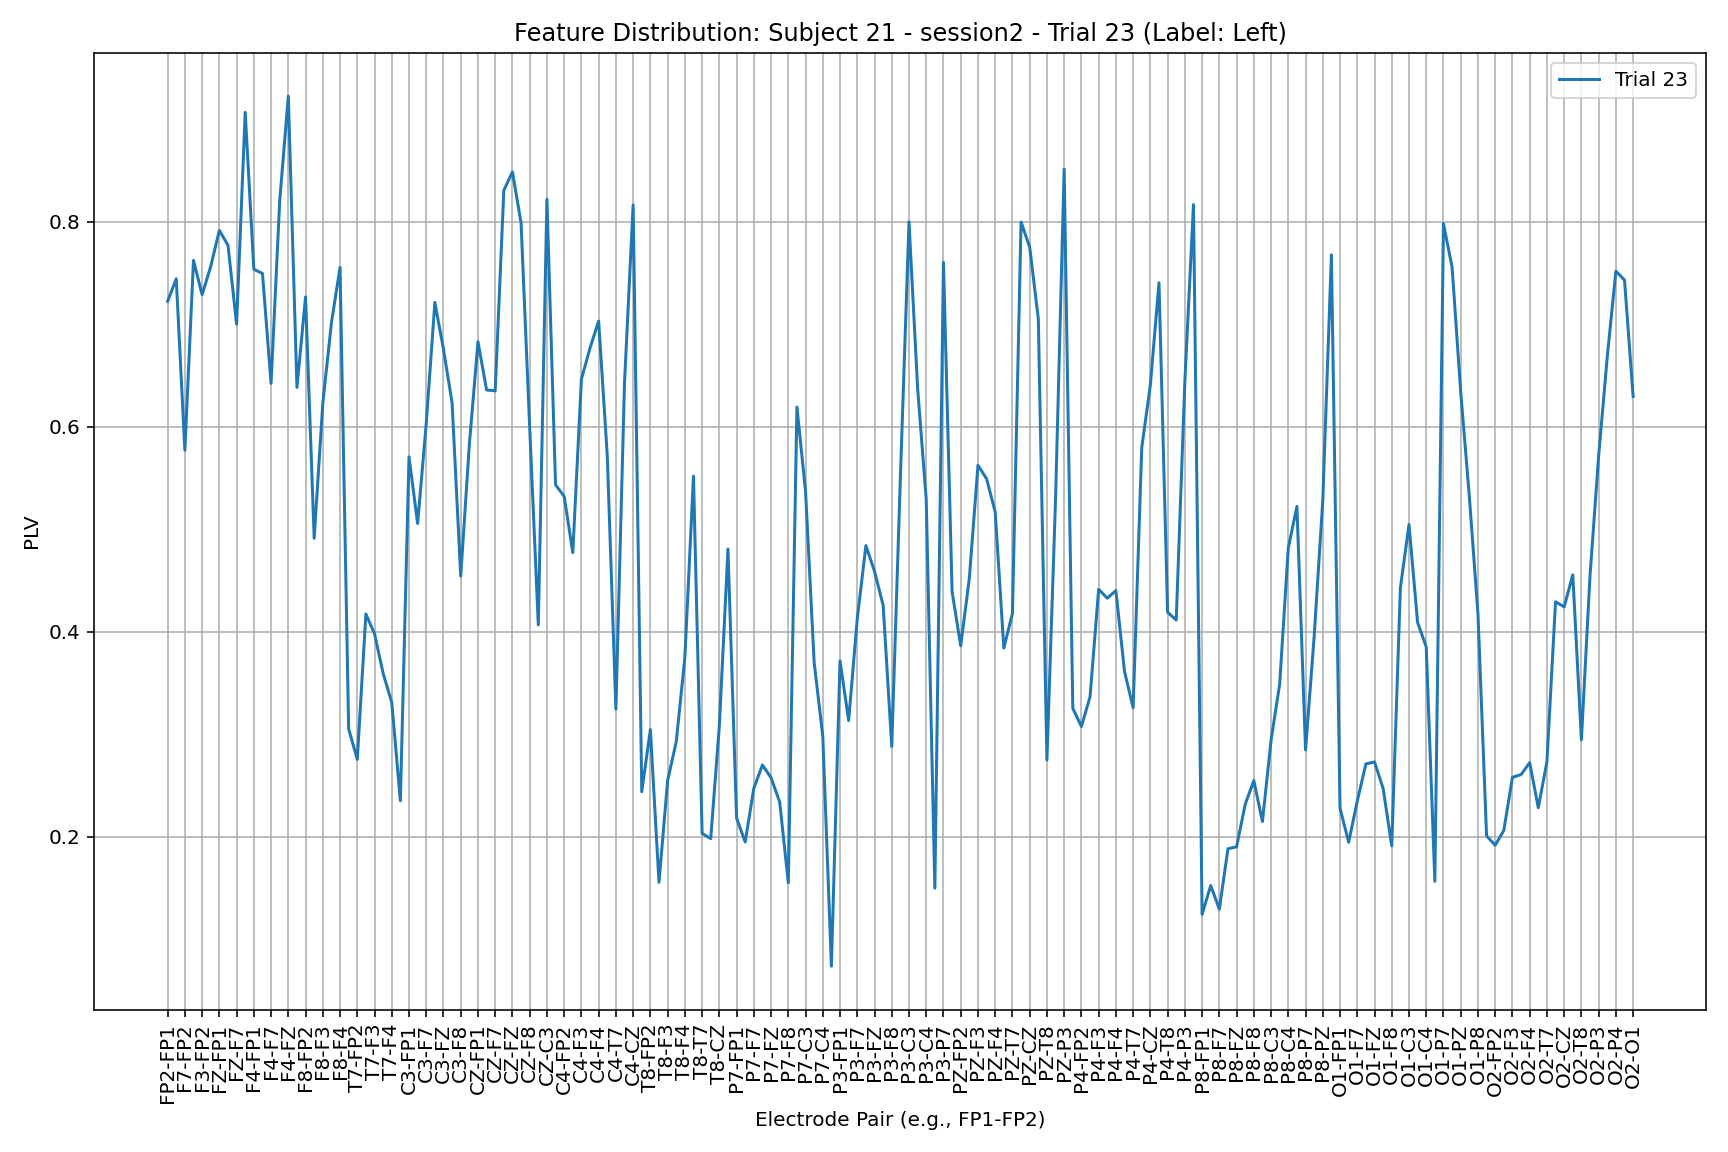 Feature Distribution: Subject 21 - session2 - Trial 23 (Label: Left)
Trial 23
PLV
0.8
0.6
0.4
0.2
FP2-FP1
F7-FP2
F3-FP2
FZ-FP1
FZ-F7
F4-FP1
F4-F7
F4-FZ
F8-FP2
F8-F3
F8-F4
T7-FP2
T7-F3
T7-F4
C3-FP1
C3-F7
C3-FZ
C3-F8
CZ-FP1
CZ-F7
CZ-FZ
CZ-F8
CZ-C3
C4-FP2
C4-F3
C4-F4
C4-T7
C4-CZ
T8-FP2
T8-F3
T8-F4
T8-T7
T8-CZ
P7-FP1
P7-F7
P7-FZ
P7-F8
P7-C3
P7-C4
P3-FP1
P3-F7
P3-FZ
P3-F8
P3-C3
P3-C4
P3-P7
PZ-FP2
PZ-F3
PZ-F4
PZ-T7
PZ-CZ
PZ-T8
PZ-P3
P4-FP2
P4-F3
P4-F4
P4-T7
P4-CZ
P4-T8
P4-P3
P8-FP1
P8-F7
P8-FZ
P8-F8
P8-C3
P8-C4
P8-P7
P8-PZ
O1-FP1
O1-F7
O1-FZ
O1-F8
O1-C3
O1-C4
O1-P7
O1-PZ
O1-P8
O2-FP2
O2-F3
O2-F4
O2-T7
O2-CZ
O2-T8
O2-P3
O2-P4
O2-O1
Electrode Pair (e.g., FP1-FP2)